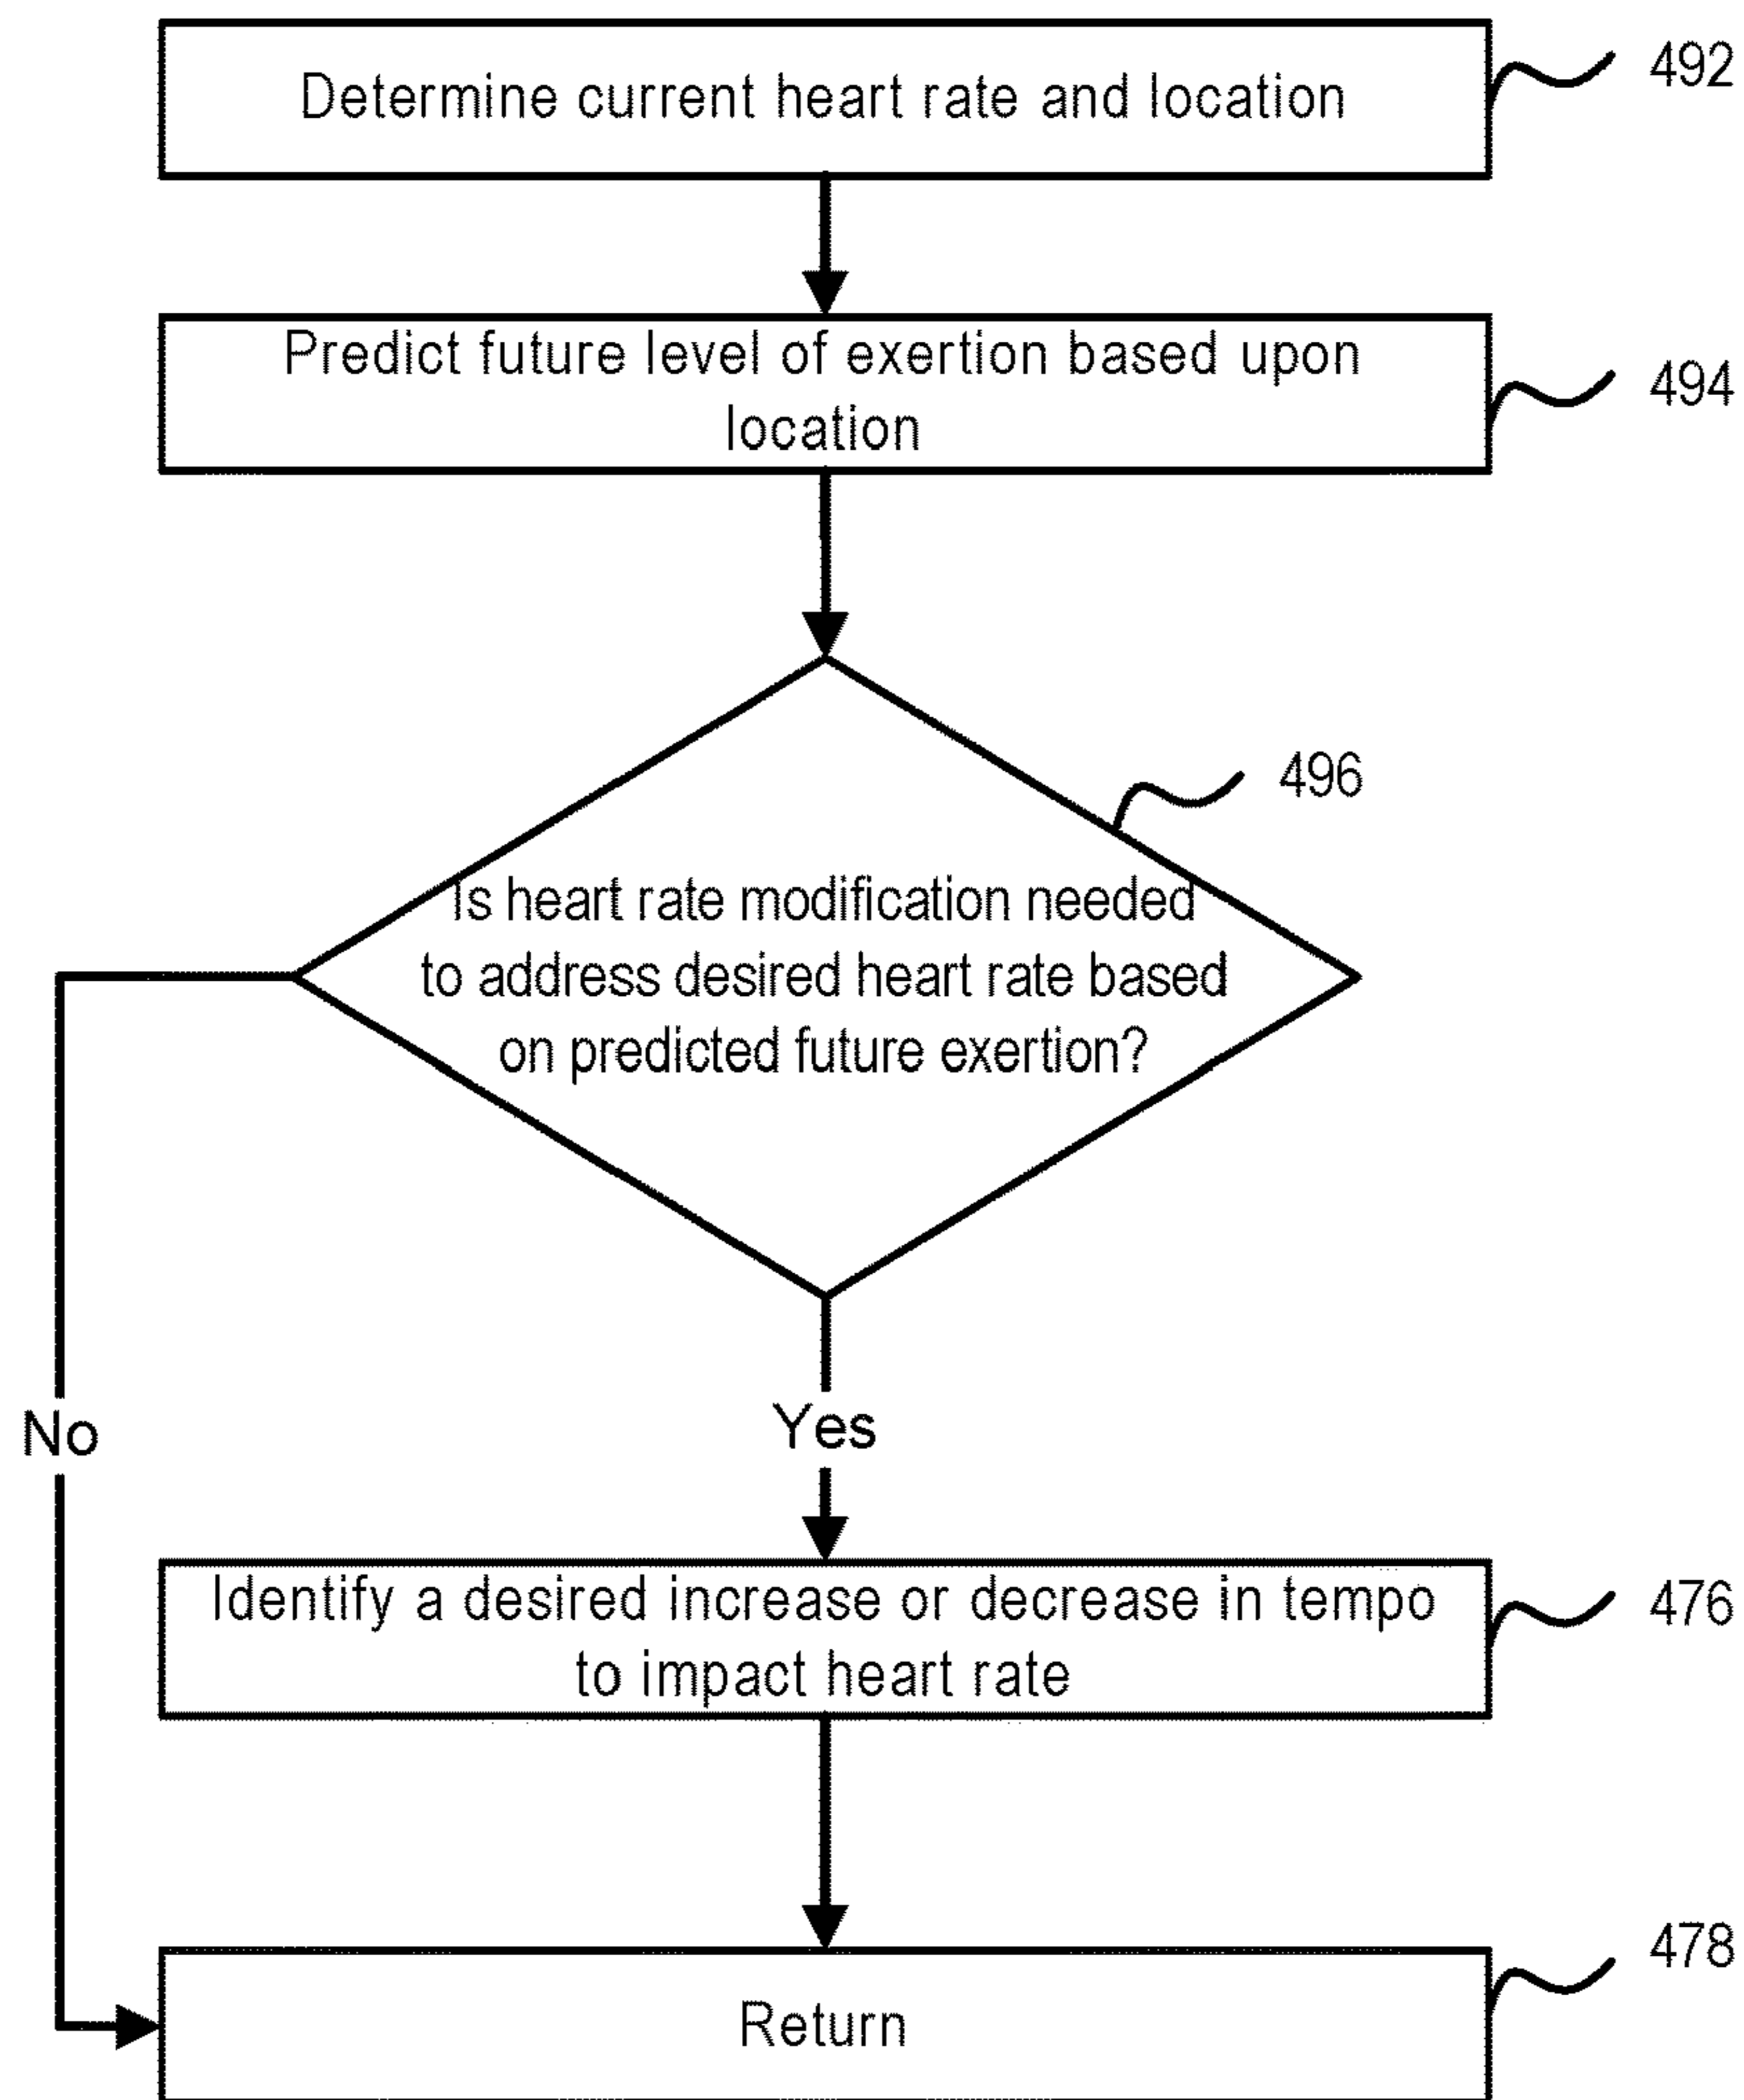 Determine current heart rate and location
492
Predict future level of exertion based upon
location
494
496
Is heart rate modification needed
to address desired heart rate based
on predicted future exertion?
No
Yes
Identify a desired increase or decrease in tempo
to impact heart rate
476
Return
478